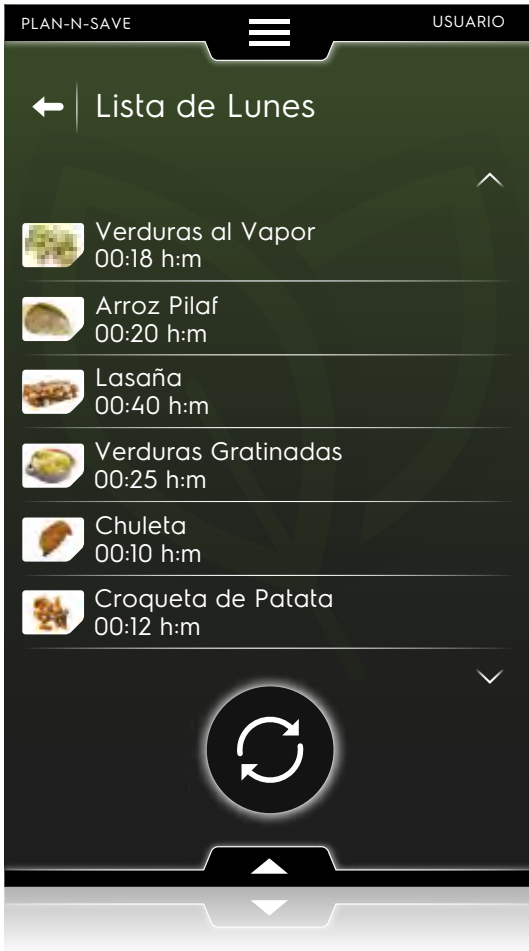 PLAN-N-SAVE
USUARIO
Lista de Lunes
Verduras al Vapor
00:18 h:m
Arroz Pilaf
00:20 h:m
Lasaña
00:40 h:m
Verduras Gratinadas
00:25 h:m
Chuleta
00:10 h:m
Croqueta de Patata
00:12 h:m